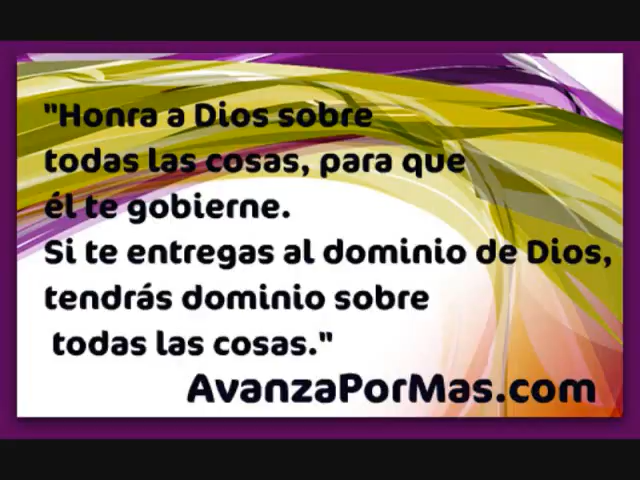 "Honra a Dios sobre
todas las cosas, para que
él te gobierne.
Si te entregas al dominio de Dios,
tendrás dominio sobre
todas las cosas."
AvanzaPorMas.com